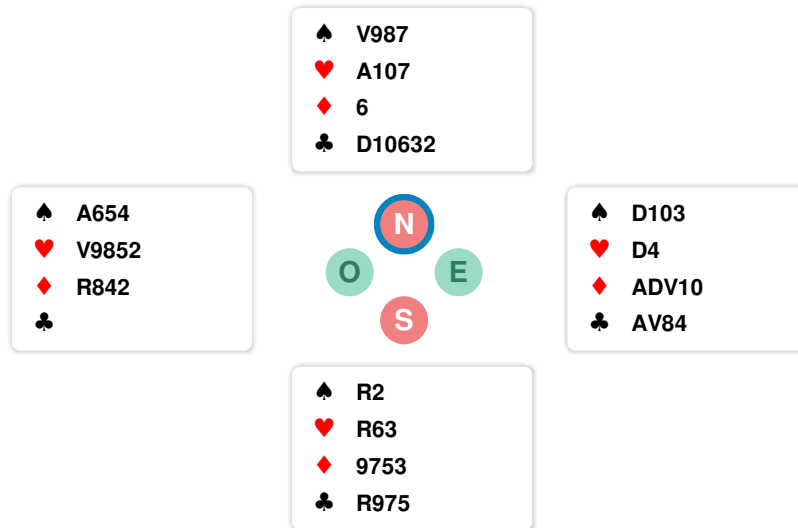 ♠ V987
♥ A107
♦ 6
♣ D10632
♠ A654
♥ V9852
♦ R842
♣
N
O
E
S
♠ D103
♥ D4
♦ ADV10
♣ AV84
♠ R2
♥ R63
♦ 9753
♣ R975